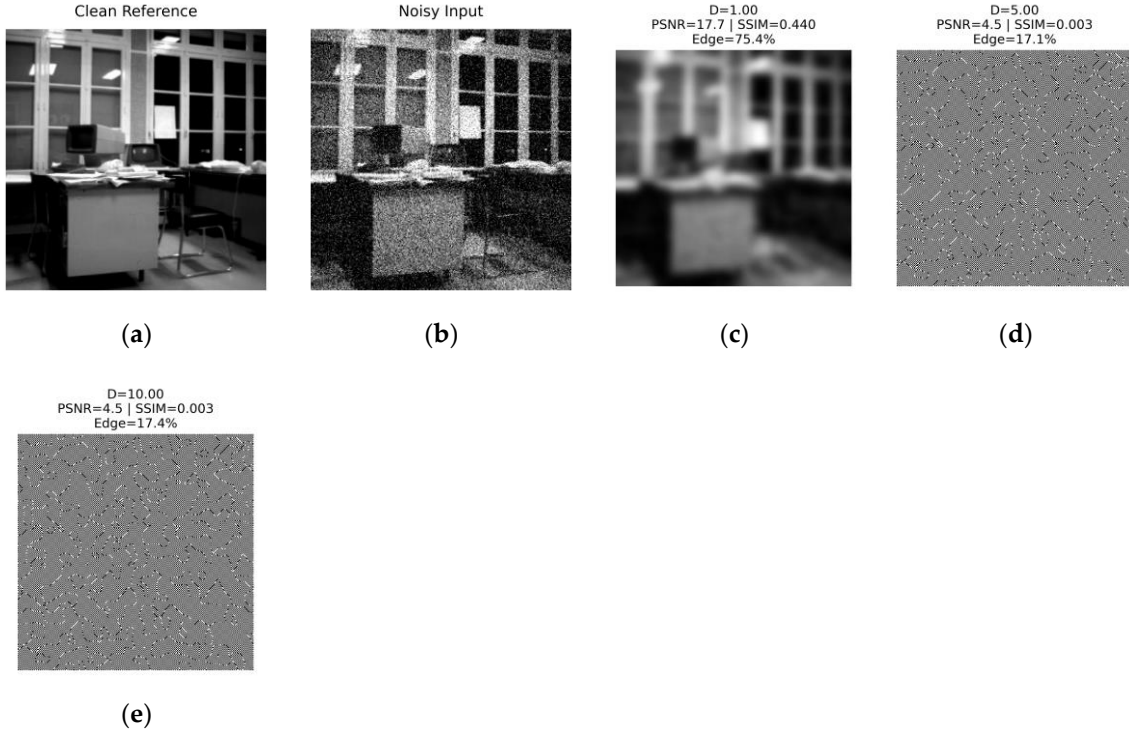 Clean Reference
Noisy Input
D=1.00
PSNR=17.7 | SSIM=0.440
Edge=75.4%
D=5.00
PSNR=4.5 | SSIM=0.003
Edge=17.1%
(a)
(b)
(c)
(d)
D=10.00
PSNR=4.5 | SSIM=0.003
Edge=17.4%
(e)